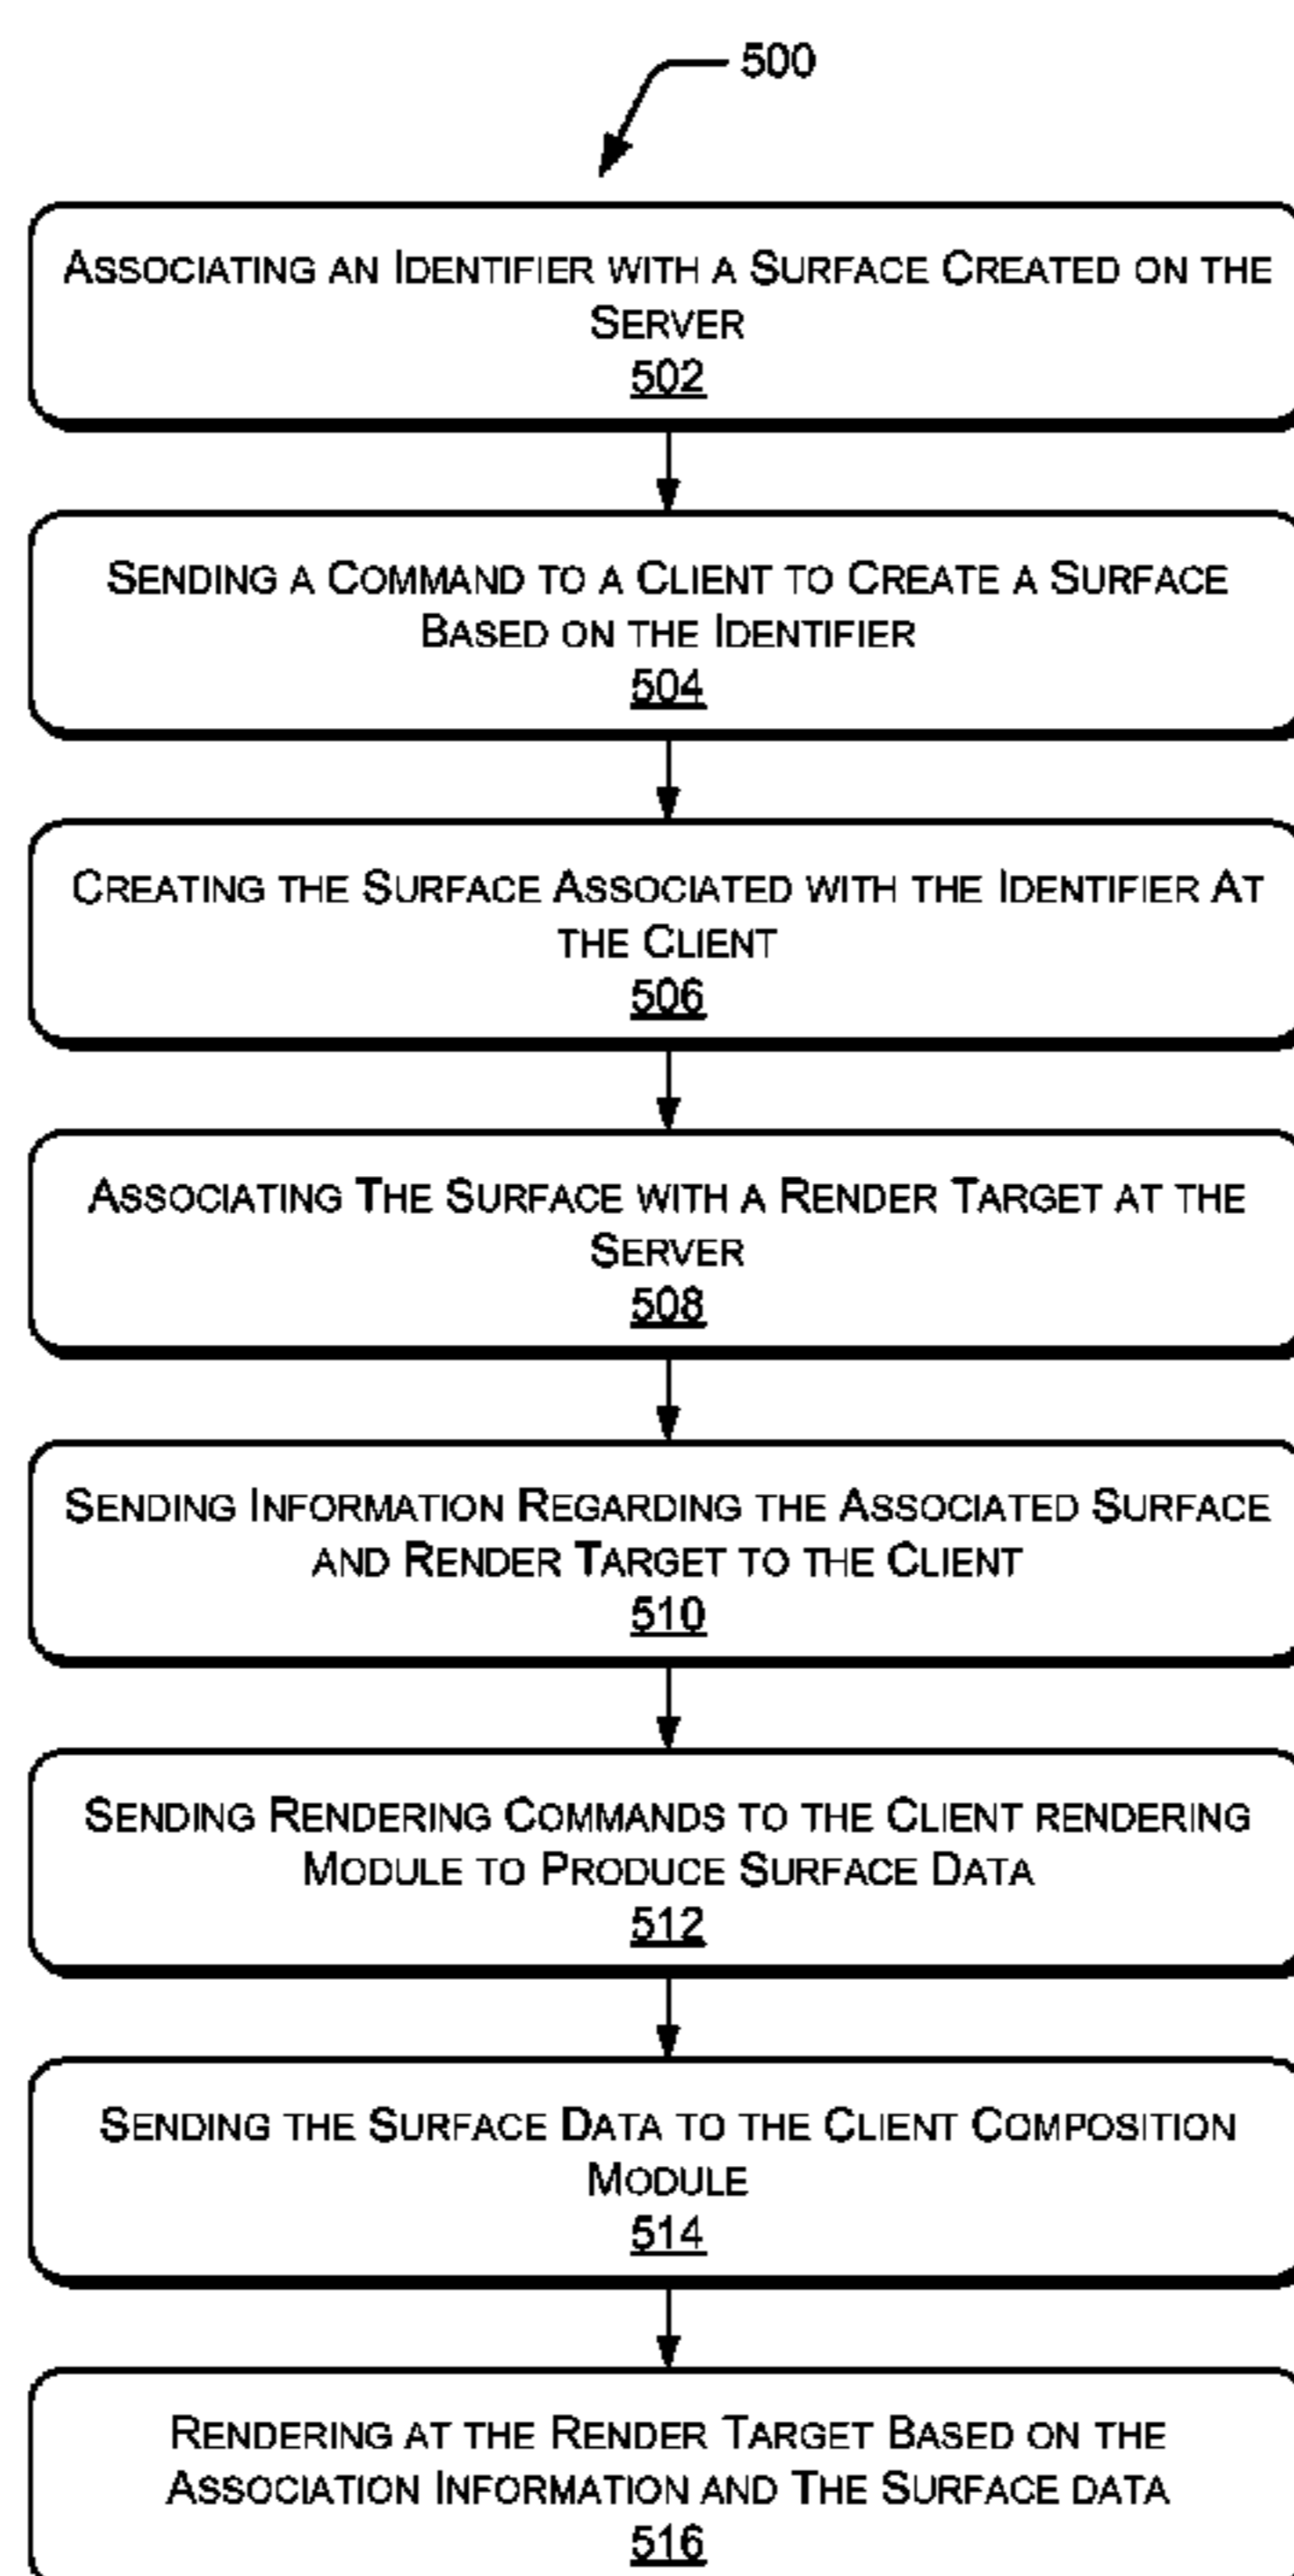 500
ASSOCIATING AN IDENTIFIER WITH A SURFACE CREATED ON THE
SERVER
502
SENDING A COMMAND TO A CLIENT TO CREATE A SURFACE
BASED ON THE IDENTIFIER
504
CREATING THE SURFACE ASSOCIATED WITH THE IDENTIFIER AT
THE CLIENT
506
ASSOCIATING THE SURFACE WITH A RENDER TARGET AT THE
SERVER
508
SENDING INFORMATION REGARDING THE ASSOCIATED SURFACE
AND RENDER TARGET TO THE CLIENT
510
SENDING RENDERING COMMANDS TO THE CLIENT RENDERING
MODULE TO PRODUCE SURFACE DATA
512
SENDING THE SURFACE DATA TO THE CLIENT COMPOSITION
MODULE
514
RENDERING AT THE RENDER TARGET BASED ON THE
ASSOCIATION INFORMATION AND THE SURFACE DATA
516